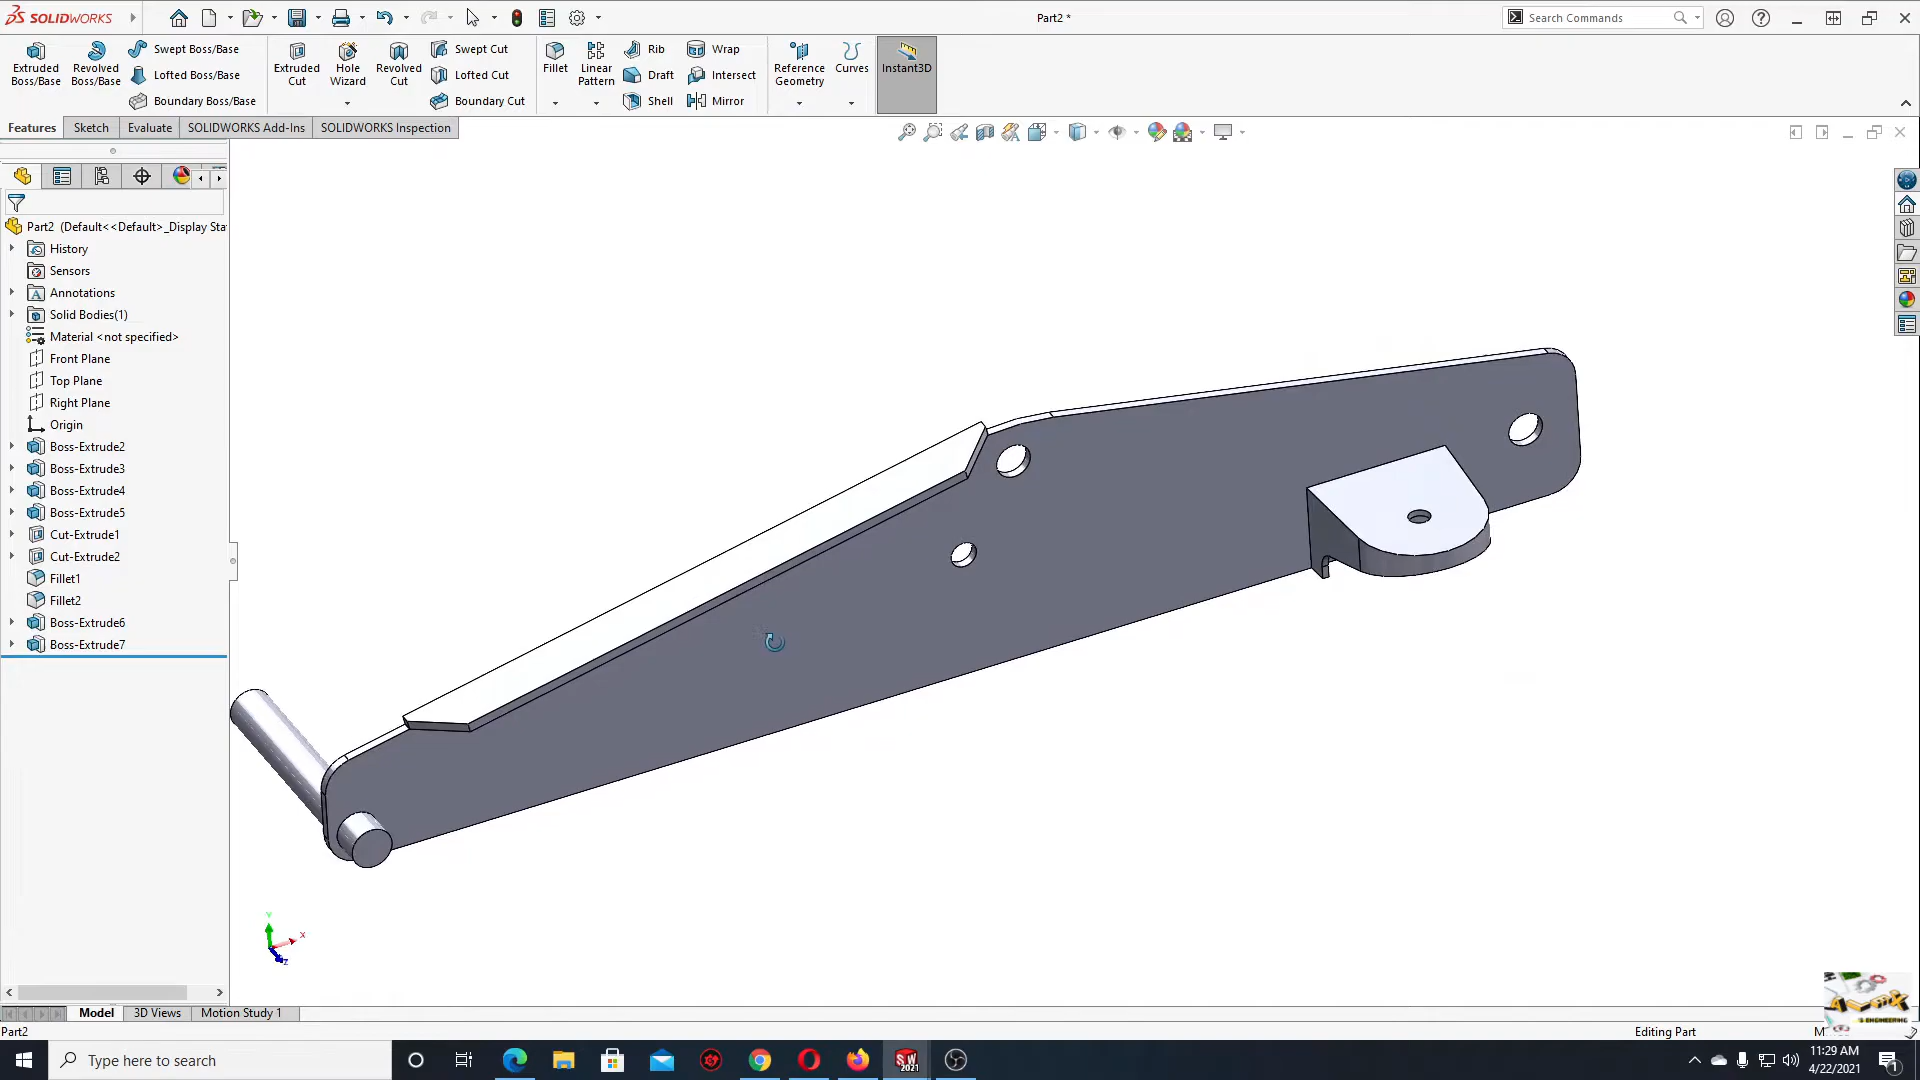 SOLIDWORKS
Part2 *
Search Commands
Extruded Boss/Base
Revolved Boss/Base
Swept Boss/Base
Lofted Boss/Base
Boundary Boss/Base
Extruded Cut
Hole Wizard
Revolved Cut
Swept Cut
Lofted Cut
Boundary Cut
Fillet
Linear Pattern
Rib
Draft
Shell
Wrap
Intersect
Mirror
Reference Geometry
Curves
Instant3D
Features
Sketch
Evaluate
SOLIDWORKS Add-Ins
SOLIDWORKS Inspection
Part2 (Default<<Default>_Display Sta
History
Sensors
Annotations
Solid Bodies(1)
Material <not specified>
Front Plane
Top Plane
Right Plane
Origin
Boss-Extrude2
Boss-Extrude3
Boss-Extrude4
Boss-Extrude5
Cut-Extrude1
Cut-Extrude2
Fillet1
Fillet2
Boss-Extrude6
Boss-Extrude7
Y
X
Z
Model
3D Views
Motion Study 1
Part2
Editing Part
Type here to search
SW 2021
11:29 AM
4/22/2021
1